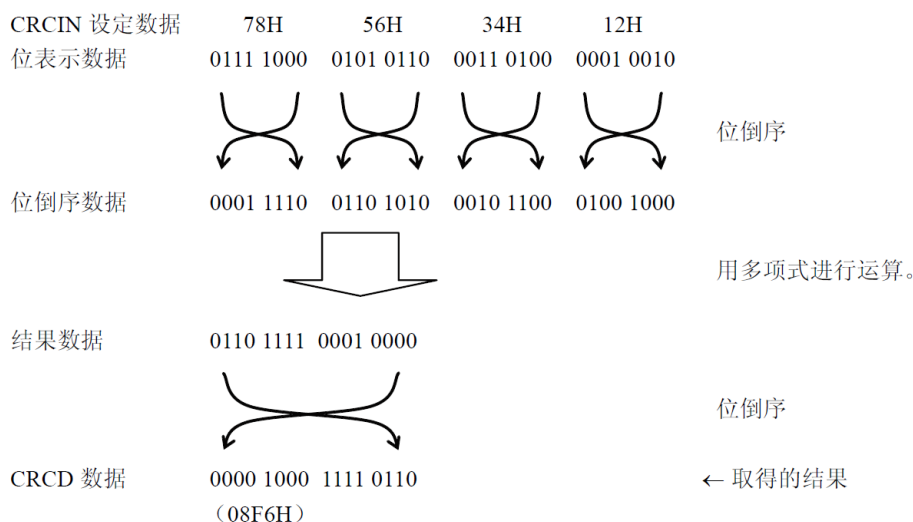 CRCIN 设定数据 78H 56H 34H 12H
位表示数据 0111 1000 0101 0110 0011 0100 0001 0010
位倒序
位倒序数据 0001 1110 0110 1010 0010 1100 0100 1000
用多项式进行运算。
结果数据 0110 1111 0001 0000
位倒序
CRCD 数据 0000 1000 1111 0110 ← 取得的结果
（08F6H）